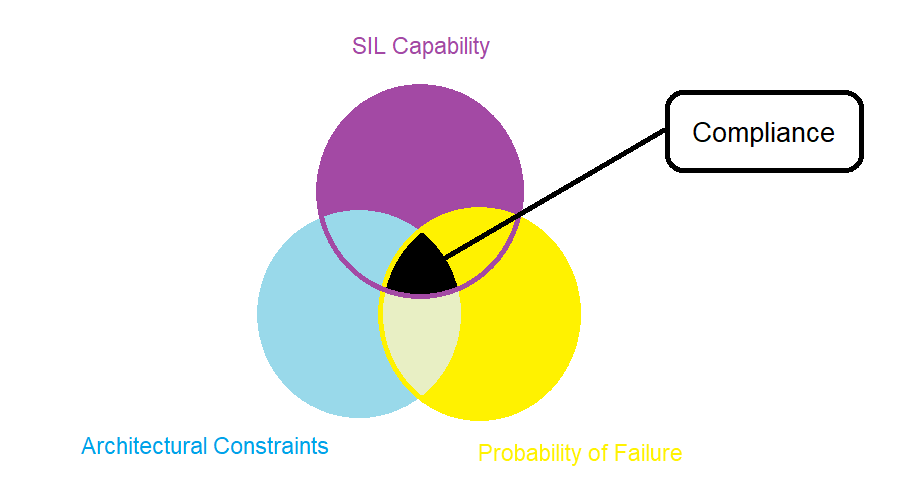 SIL Capability
Compliance
Architectural Constraints
Probability of Failure